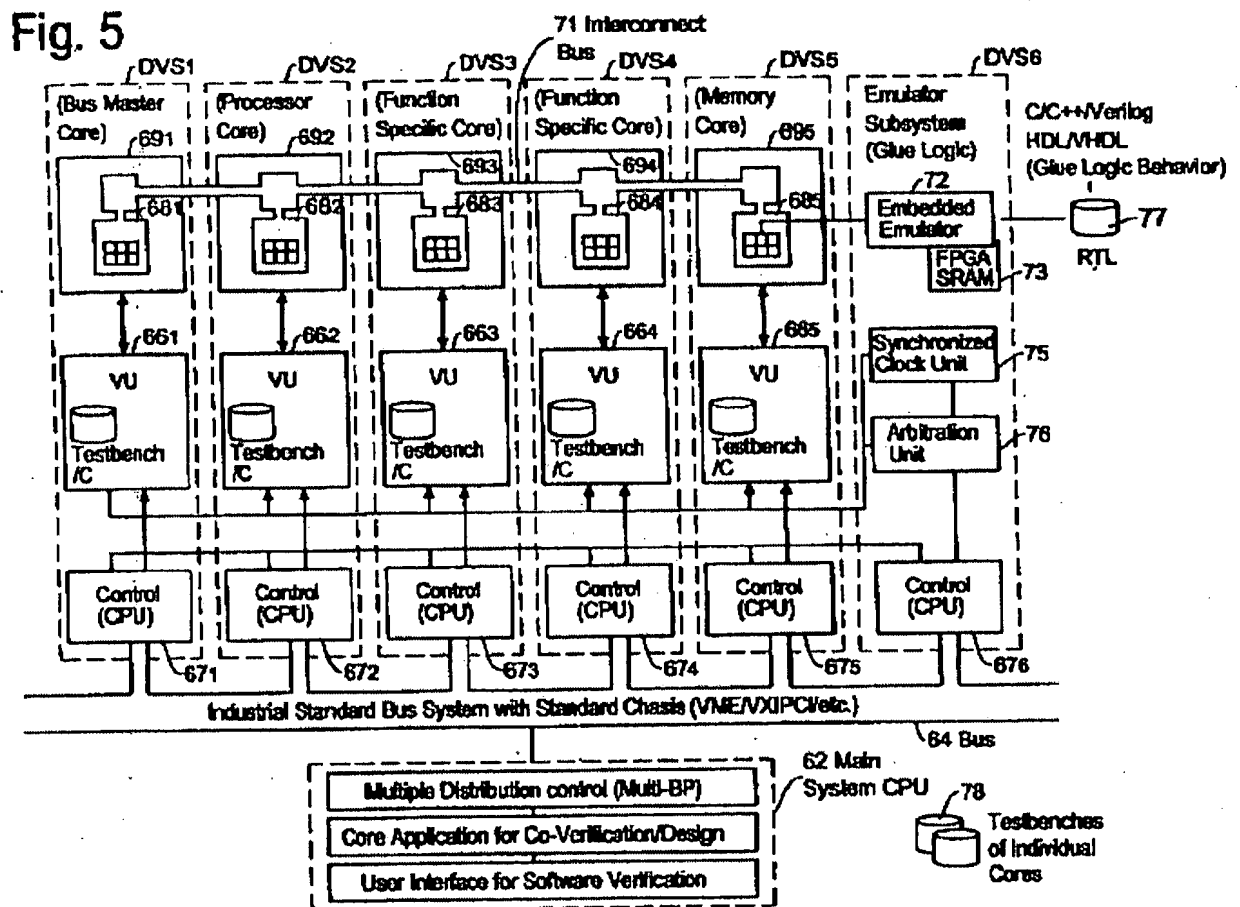 Fig. 5
71 Interconnect
Bus
DVS1
DVS2
DVS3
DVS4
DVS5
DVS6
(Bus Master
Core)
691
(Processor
Core)
692
(Function
Specific Core)
693
(Function
Specific Core)
694
(Memory
Core)
695
Emulator
Subsystem
(Glue Logic)
72
C/C++/Verilog
HDL/VHDL
(Glue Logic Behavior)
681
682
683
684
685
Embedded
Emulator
77
RTL
FPGA
SRAM
73
661
VU
Testbench
/C
662
VU
Testbench
/C
663
VU
Testbench
/C
664
VU
Testbench
/C
665
VU
Testbench
/C
Synchronized
Clock Unit
75
Arbitration
Unit
76
Control
(CPU)
671
Control
(CPU)
672
Control
(CPU)
673
Control
(CPU)
674
Control
(CPU)
675
Control
(CPU)
676
Industrial Standard Bus System with Standard Chasis (VME/VXIPCI/etc.)
64 Bus
62 Main
System CPU
Multiple Distribution control (Multi-BP)
Core Application for Co-Verification/Design
User Interface for Software Verification
78
Testbenches
of Individual
Cores